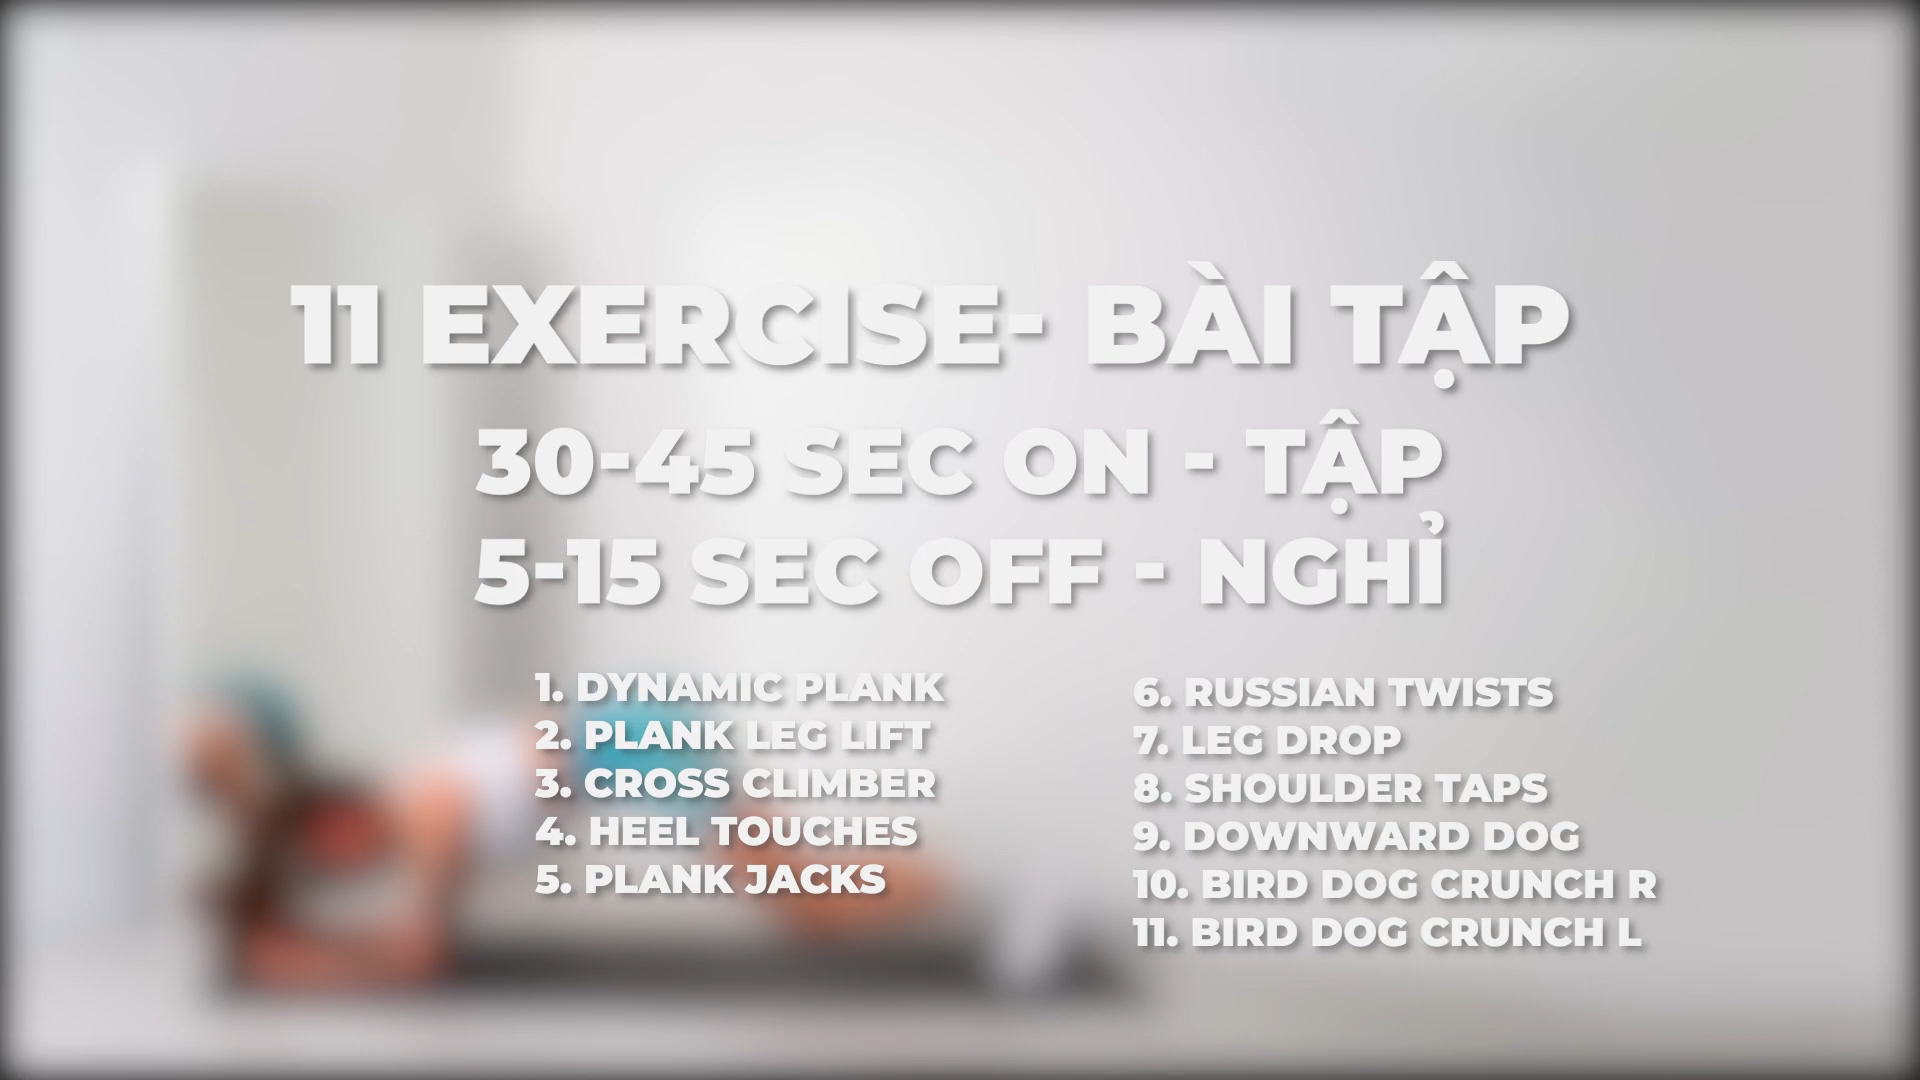 11 EXERCISE- BÀI TẬP
30-45 SEC ON - TẬP
5-15 SEC OFF - NGHỈ
1. DYNAMIC PLANK
2. PLANK LEG LIFT
3. CROSS CLIMBER
4. HEEL TOUCHES
5. PLANK JACKS
6. RUSSIAN TWISTS
7. LEG DROP
8. SHOULDER TAPS
9. DOWNWARD DOG
10. BIRD DOG CRUNCH R
11. BIRD DOG CRUNCH L